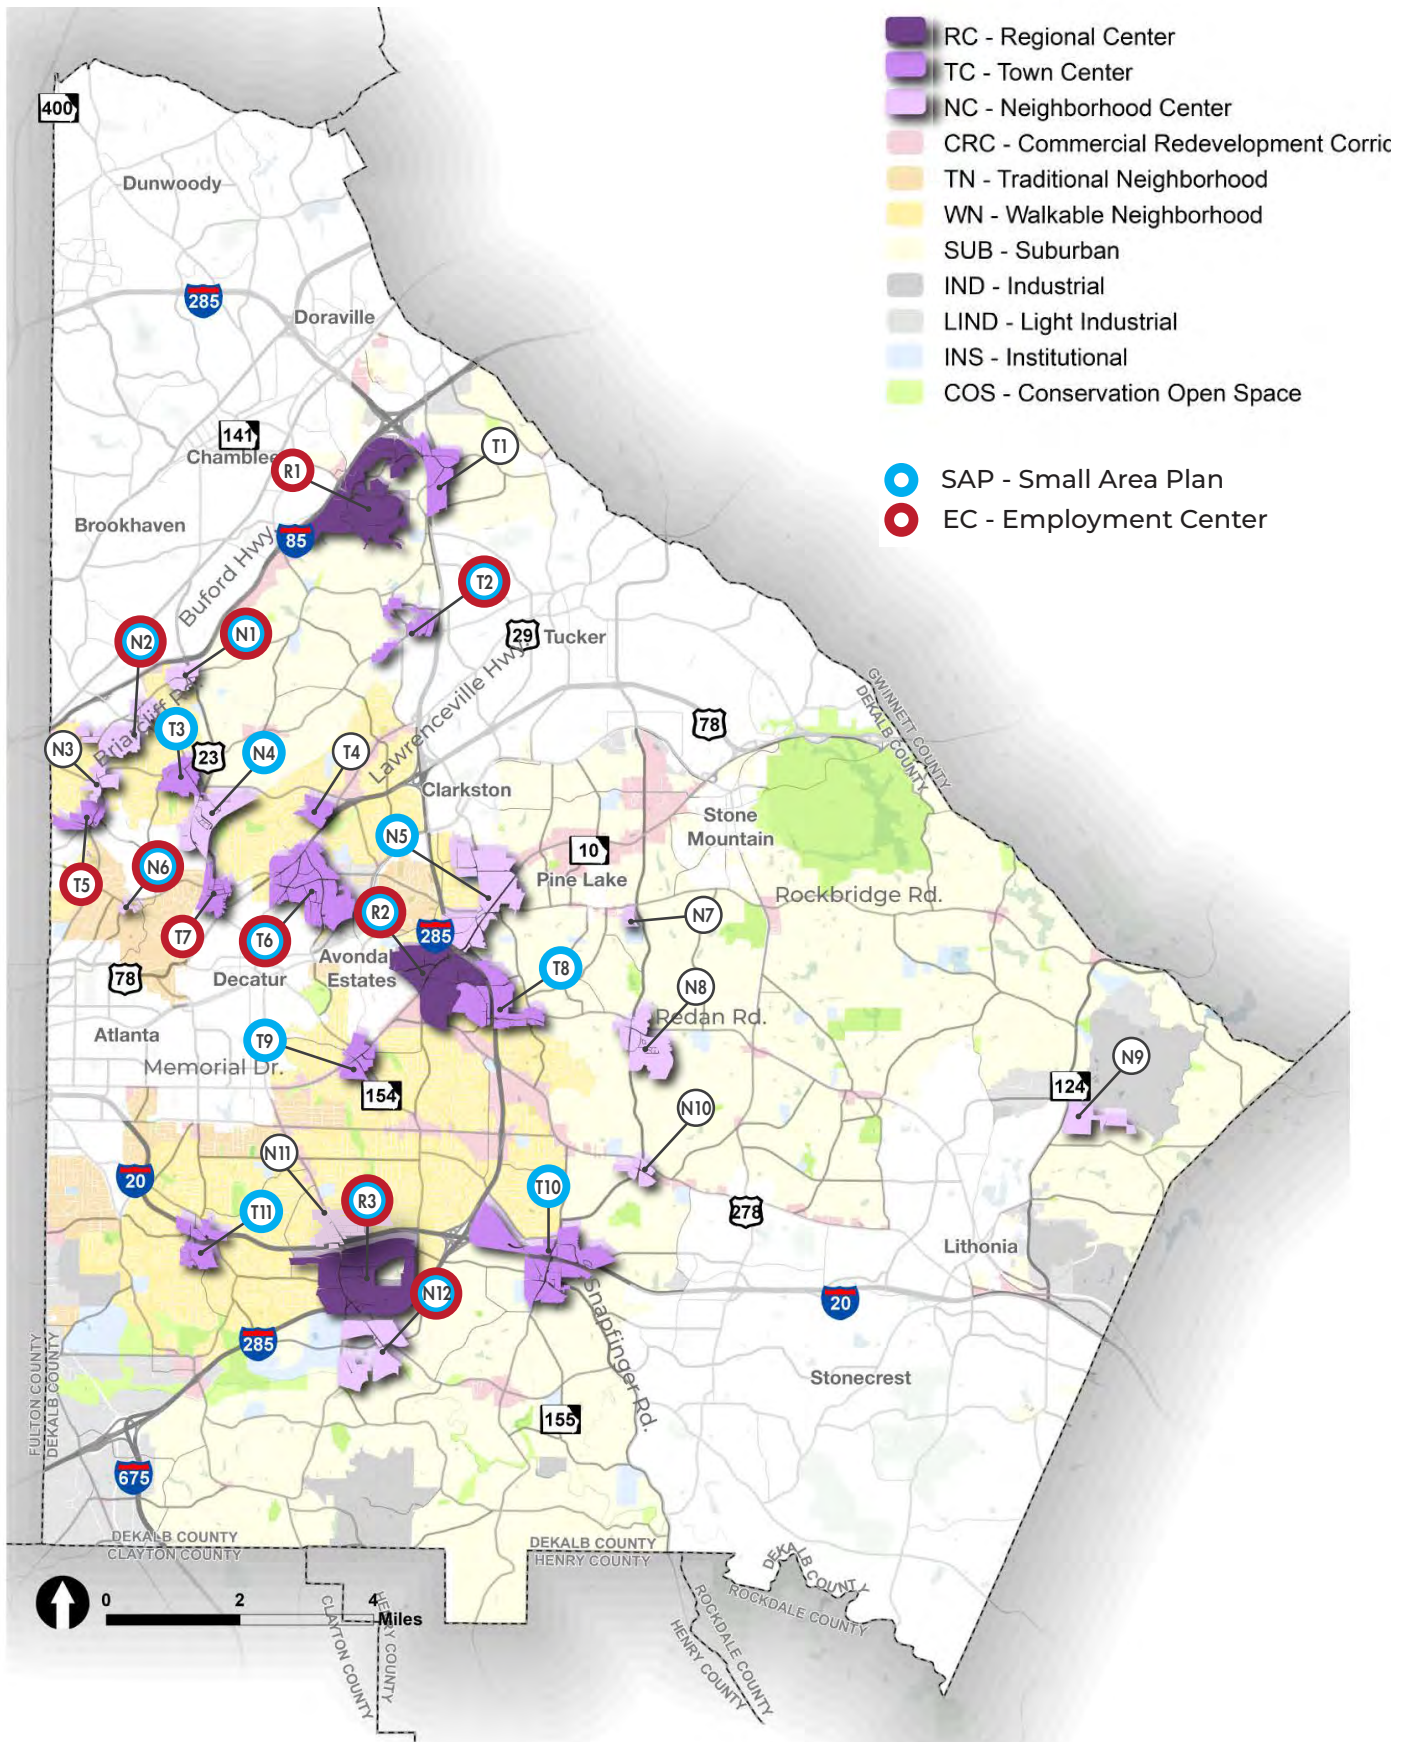 RC - Regional Center
TC - Town Center
NC - Neighborhood Center
CRC - Commercial Redevelopment Corric
TN - Traditional Neighborhood
WN - Walkable Neighborhood
SUB - Suburban
IND - Industrial
LIND - Light Industrial
INS - Institutional
COS - Conservation Open Space
SAP - Small Area Plan
EC - Employment Center
400
Dunwoody
285
Doraville
141
Chamblee
R1
T1
Brookhaven
85
Buford Hwy.
T2
N2
N1
29
Tucker
Lawrenceville Hwy.
GWINNETT COUNTY
DEKALB COUNTY
Briarcliff Rd.
T3
N3
23
N4
T4
78
Clarkston
Stone
Mountain
N5
10
Pine Lake
Rockbridge Rd.
N6
T5
R2
N7
T7
T6
285
Avonda
Estates
78
Decatur
T8
N8
Redan Rd.
Atlanta
T9
Memorial Dr.
154
N9
124
N10
N11
20
R3
T10
T11
278
Lithonia
N12
20
285
Snapfinger Rd.
Stonecrest
FULTON COUNTY
DEKALB COUNTY
155
675
DEKALB COUNTY
CLAYTON COUNTY
DEKALB COUNTY
HENRY COUNTY
DEKALB COUNTY
ROCKDALE COUNTY
0 2 4
Miles
CLAYTON COUNTY
HENRY COUNTY
ROCKDALE COUNTY
HENRY COUNTY